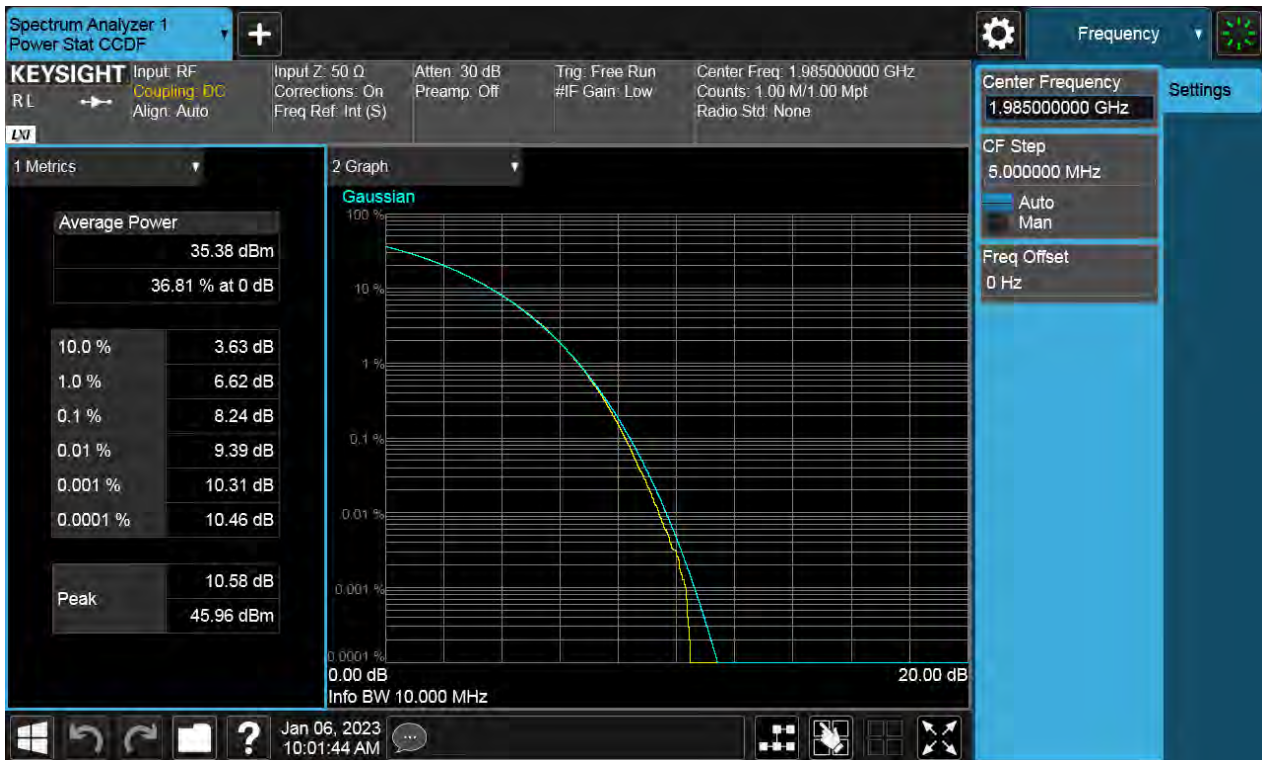 Spectrum Analyzer 1
Power Stat CCDF
+
Frequency
KEYSIGHT
R L
LXI
Input: RF
Coupling: DC
Align: Auto
Input Z: 50 Ω
Corrections: On
Freq Ref: Int (S)
Atten: 30 dB
Preamp: Off
Trig: Free Run
#IF Gain: Low
Center Freq: 1.985000000 GHz
Counts: 1.00 M/1.00 Mpt
Radio Std: None
Center Frequency
1.985000000 GHz
Settings
CF Step
5.000000 MHz
Auto
Man
Freq Offset
0 Hz
1 Metrics
Average Power
35.38 dBm
36.81 % at 0 dB
10.0 % 3.63 dB
1.0 % 6.62 dB
0.1 % 8.24 dB
0.01 % 9.39 dB
0.001 % 10.31 dB
0.0001 % 10.46 dB
Peak
10.58 dB
45.96 dBm
2 Graph
Gaussian
100 %
10 %
1 %
0.1 %
0.01 %
0.001 %
0.0001 %
0.00 dB 20.00 dB
Info BW 10.000 MHz
?
Jan 06, 2023
10:01:44 AM